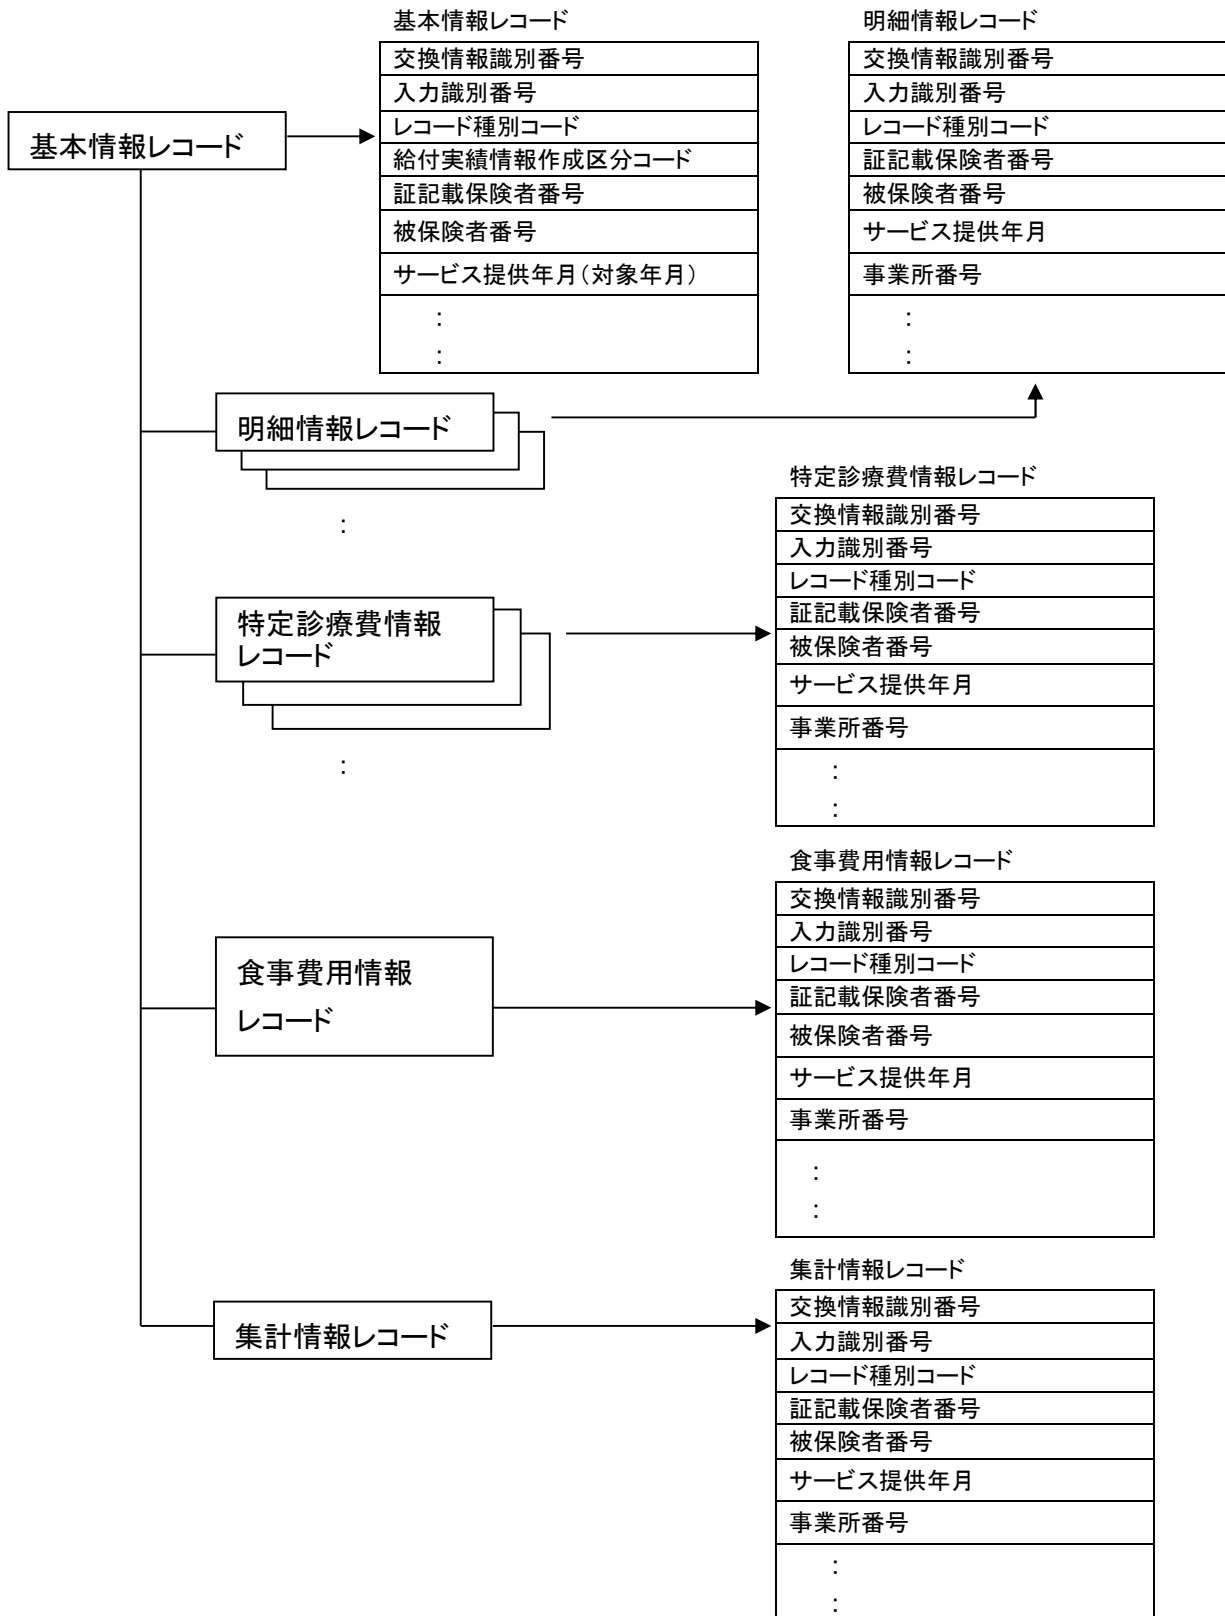 基本情報レコード
基本情報レコード
交換情報識別番号
入力識別番号
レコード種別コード
給付実績情報作成区分コード
証記載保険者番号
被保険者番号
サービス提供年月(対象年月)
:
:
明細情報レコード
交換情報識別番号
入力識別番号
レコード種別コード
証記載保険者番号
被保険者番号
サービス提供年月
事業所番号
:
:
明細情報レコード
:
特定診療費情報
レコード
:
特定診療費情報レコード
交換情報識別番号
入力識別番号
レコード種別コード
証記載保険者番号
被保険者番号
サービス提供年月
事業所番号
:
:
食事費用情報
レコード
食事費用情報レコード
交換情報識別番号
入力識別番号
レコード種別コード
証記載保険者番号
被保険者番号
サービス提供年月
事業所番号
:
:
集計情報レコード
集計情報レコード
交換情報識別番号
入力識別番号
レコード種別コード
証記載保険者番号
被保険者番号
サービス提供年月
事業所番号
:
: